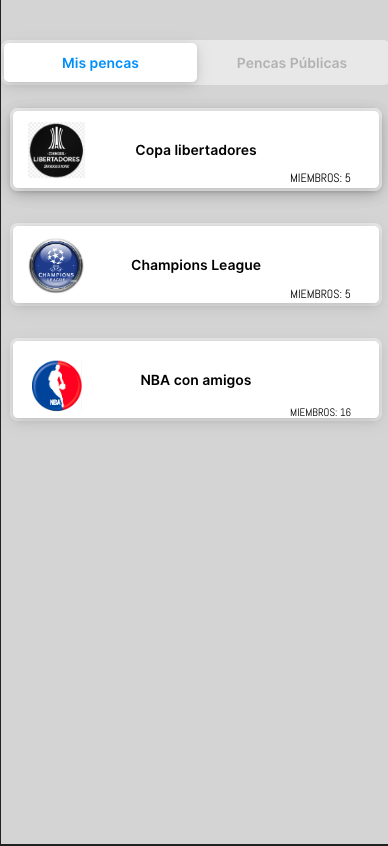 Mis pencas
Pencas Públicas
LIBERTADORES
Copa libertadores
MIEMBROS: 5
CHAMPIONS
LEAGUE
Champions League
MIEMBROS: 5
NBA
NBA con amigos
MIEMBROS: 16